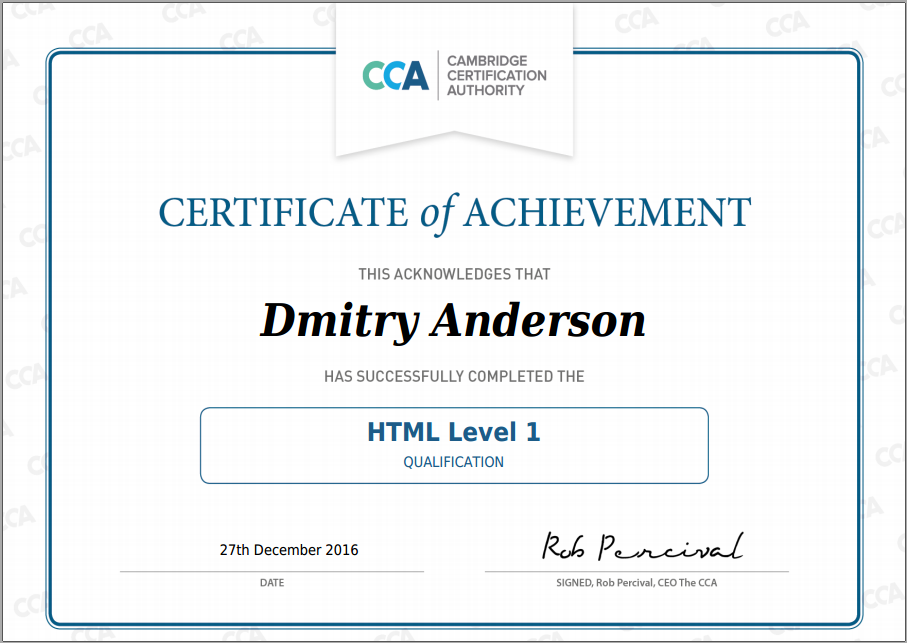 CCA
CAMBRIDGE
CERTIFICATION
AUTHORITY
CERTIFICATE of ACHIEVEMENT
THIS ACKNOWLEDGES THAT
Dmitry Anderson
HAS SUCCESSFULLY COMPLETED THE
HTML Level 1
QUALIFICATION
27th December 2016
Rob Percival
DATE
SIGNED, Rob Percival, CEO The CCA